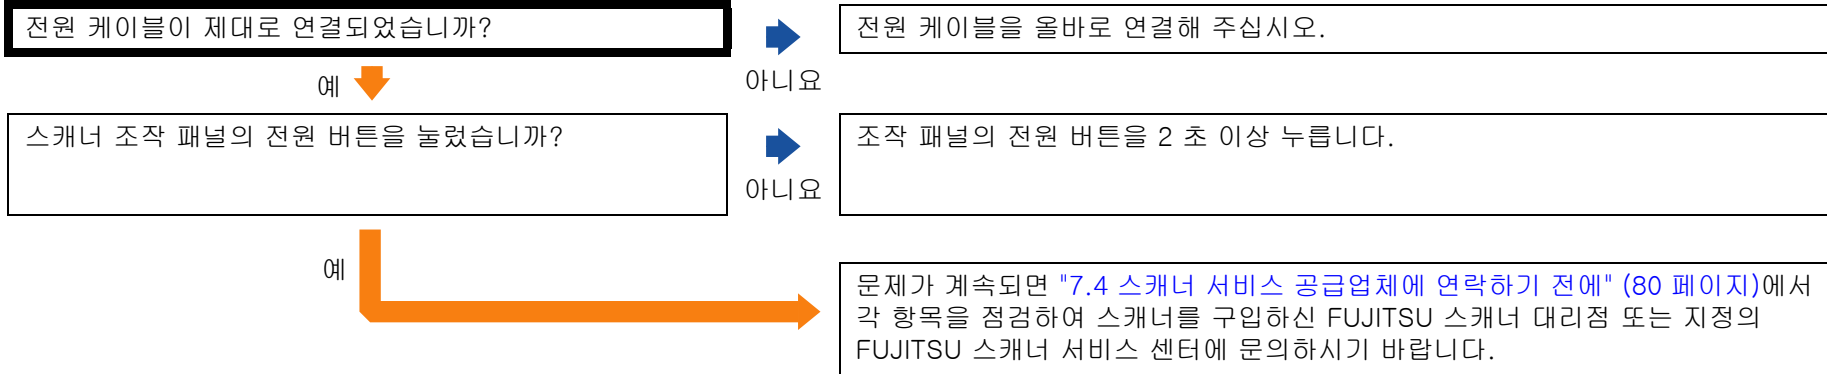 전원 케이블이 제대로 연결되었습니까?
전원 케이블을 올바로 연결해 주십시오.
예
아니요
스캐너 조작 패널의 전원 버튼을 눌렀습니까?
조작 패널의 전원 버튼을 2 초 이상 누릅니다.
아니요
예
문제가 계속되면 "7.4 스캐너 서비스 공급업체에 연락하기 전에" (80 페이지)에서
각 항목을 점검하여 스캐너를 구입하신 FUJITSU 스캐너 대리점 또는 지정의
FUJITSU 스캐너 서비스 센터에 문의하시기 바랍니다.